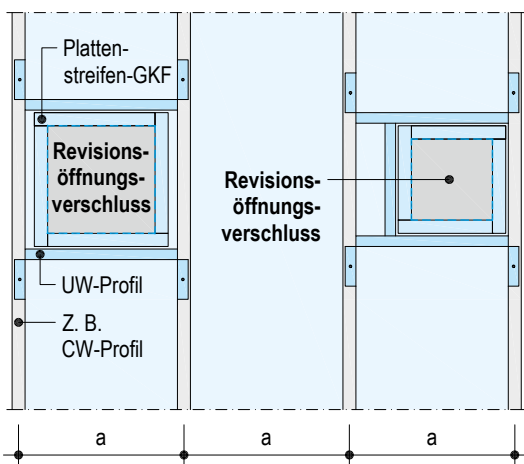 Platten-
streifen-GKF
Revisions-
öffnungs-
verschluss
Revisions-
öffnungs-
verschluss
UW-Profil
Z. B.
CW-Profil
a
a
a